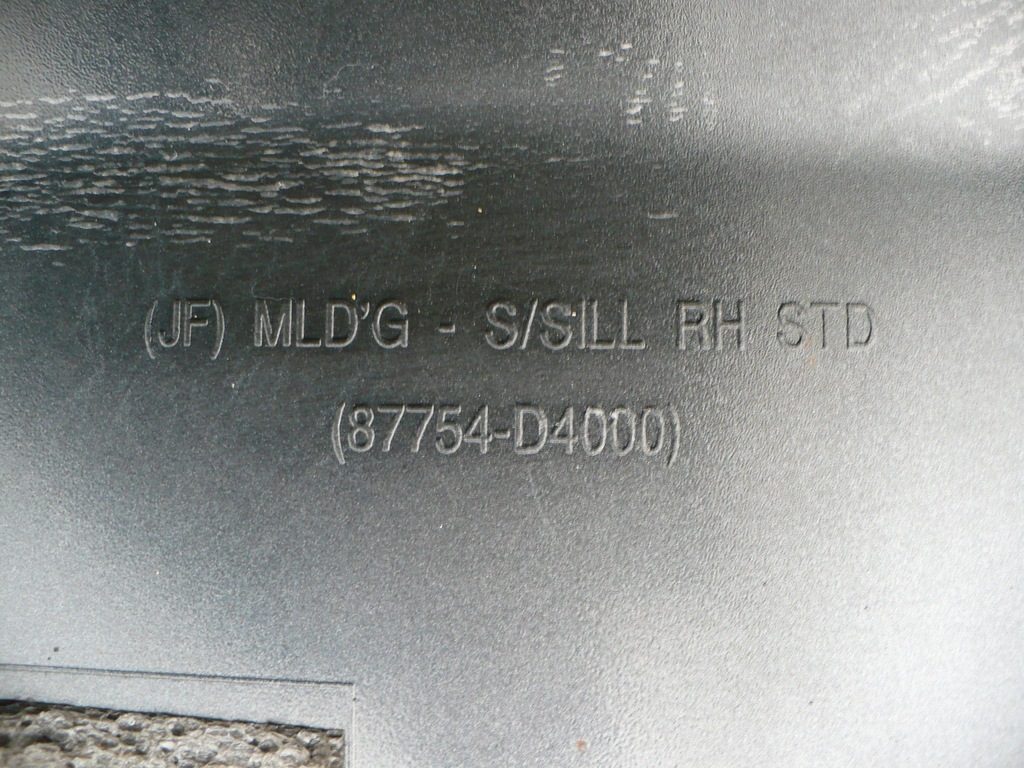 (JF) MLD'G - S/SILL RH STD
(87754-D4000)